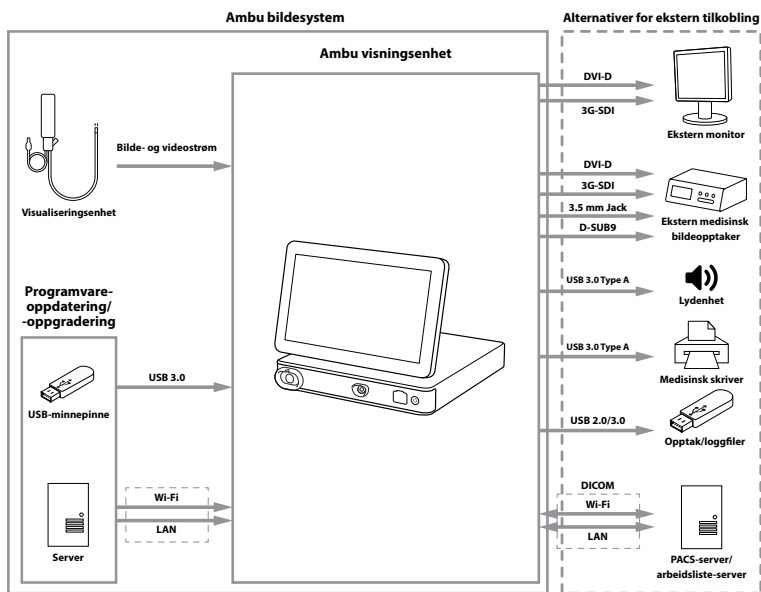 Ambu bildesystem
Alternativer for ekstern tilkobling
Ambu visningsenhet
Bilde- og videostrøm
Visualiseringsenhet
Programvare-
oppdatering/
-oppgradering
USB-minnepinne
USB 3.0
Server
Wi-Fi
LAN
DVI-D
3G-SDI
Ekstern monitor
DVI-D
3G-SDI
3.5 mm Jack
D-SUB9
Ekstern medisinsk
bildeopptaker
USB 3.0 Type A
Lydenhet
USB 3.0 Type A
Medisinsk skriver
USB 2.0/3.0
Opptak/loggfiler
DICOM
Wi-Fi
LAN
PACS-server/
arbeidsliste-server